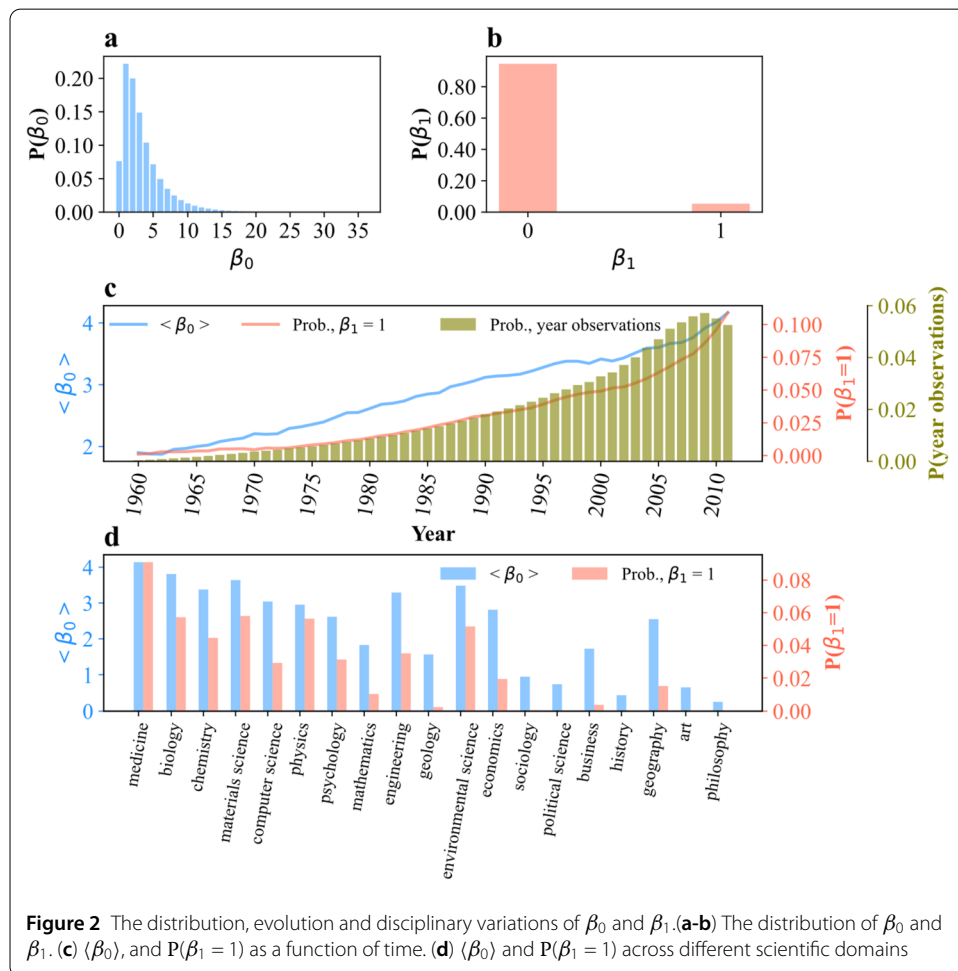 a
0.20
0.15
0.10
0.05
0.00
P(β₀)
0 5 10 15 20 25 30 35
β₀
b
0.80
0.60
0.40
0.20
0.00
P(β₁)
0 1
β₁
c
< β₀ > Prob., β₁ = 1 Prob., year observations
4
3
2
< β₀ >
0.100
0.075
0.050
0.025
0.000
P(β₁=1)
0.06
0.04
0.02
0.00
P(year observations)
1960 1965 1970 1975 1980 1985 1990 1995 2000 2005 2010
Year
d
< β₀ > Prob., β₁ = 1
4
3
2
1
0
< β₀ >
0.08
0.06
0.04
0.02
0.00
P(β₁=1)
medicine
biology
chemistry
materials science
computer science
physics
psychology
mathematics
engineering
geology
environmental science
economics
sociology
political science
business
history
geography
art
philosophy
Figure 2 The distribution, evolution and disciplinary variations of β₀ and β₁.(a-b) The distribution of β₀ and
β₁. (c) ⟨β₀⟩, and P(β₁ = 1) as a function of time. (d) ⟨β₀⟩ and P(β₁ = 1) across different scientific domains